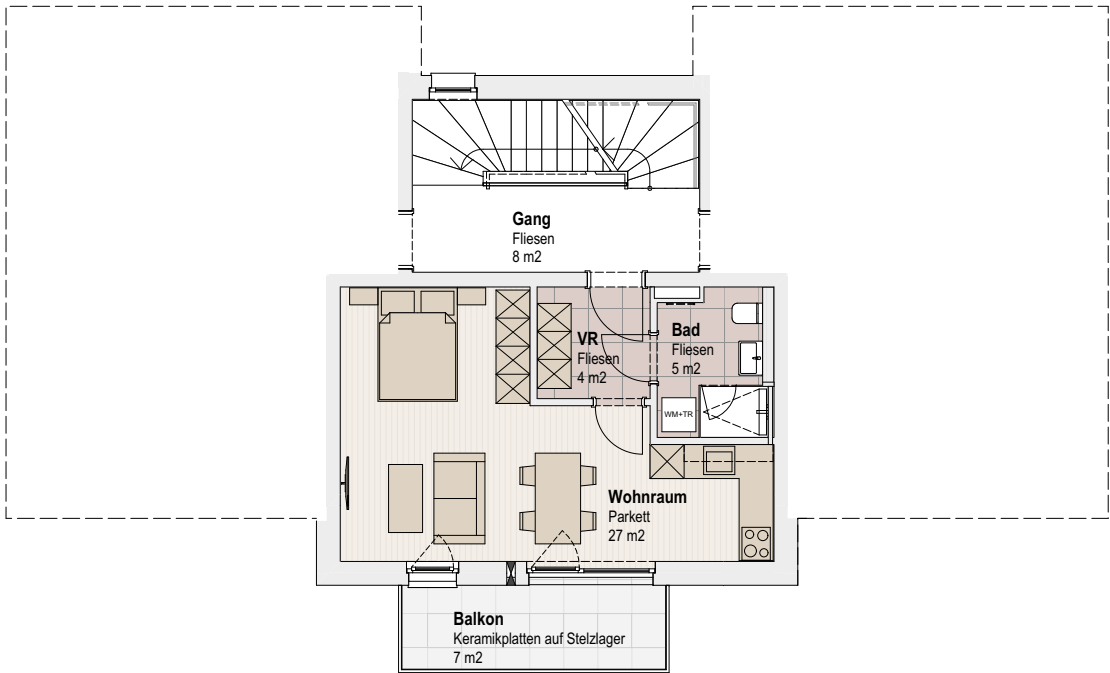 Gang
Fliesen
8 m2
VR
Fliesen
4 m2
Bad
Fliesen
5 m2
WM+TR
Wohnraum
Parkett
27 m2
Balkon
Keramikplatten auf Stelzlager
7 m2